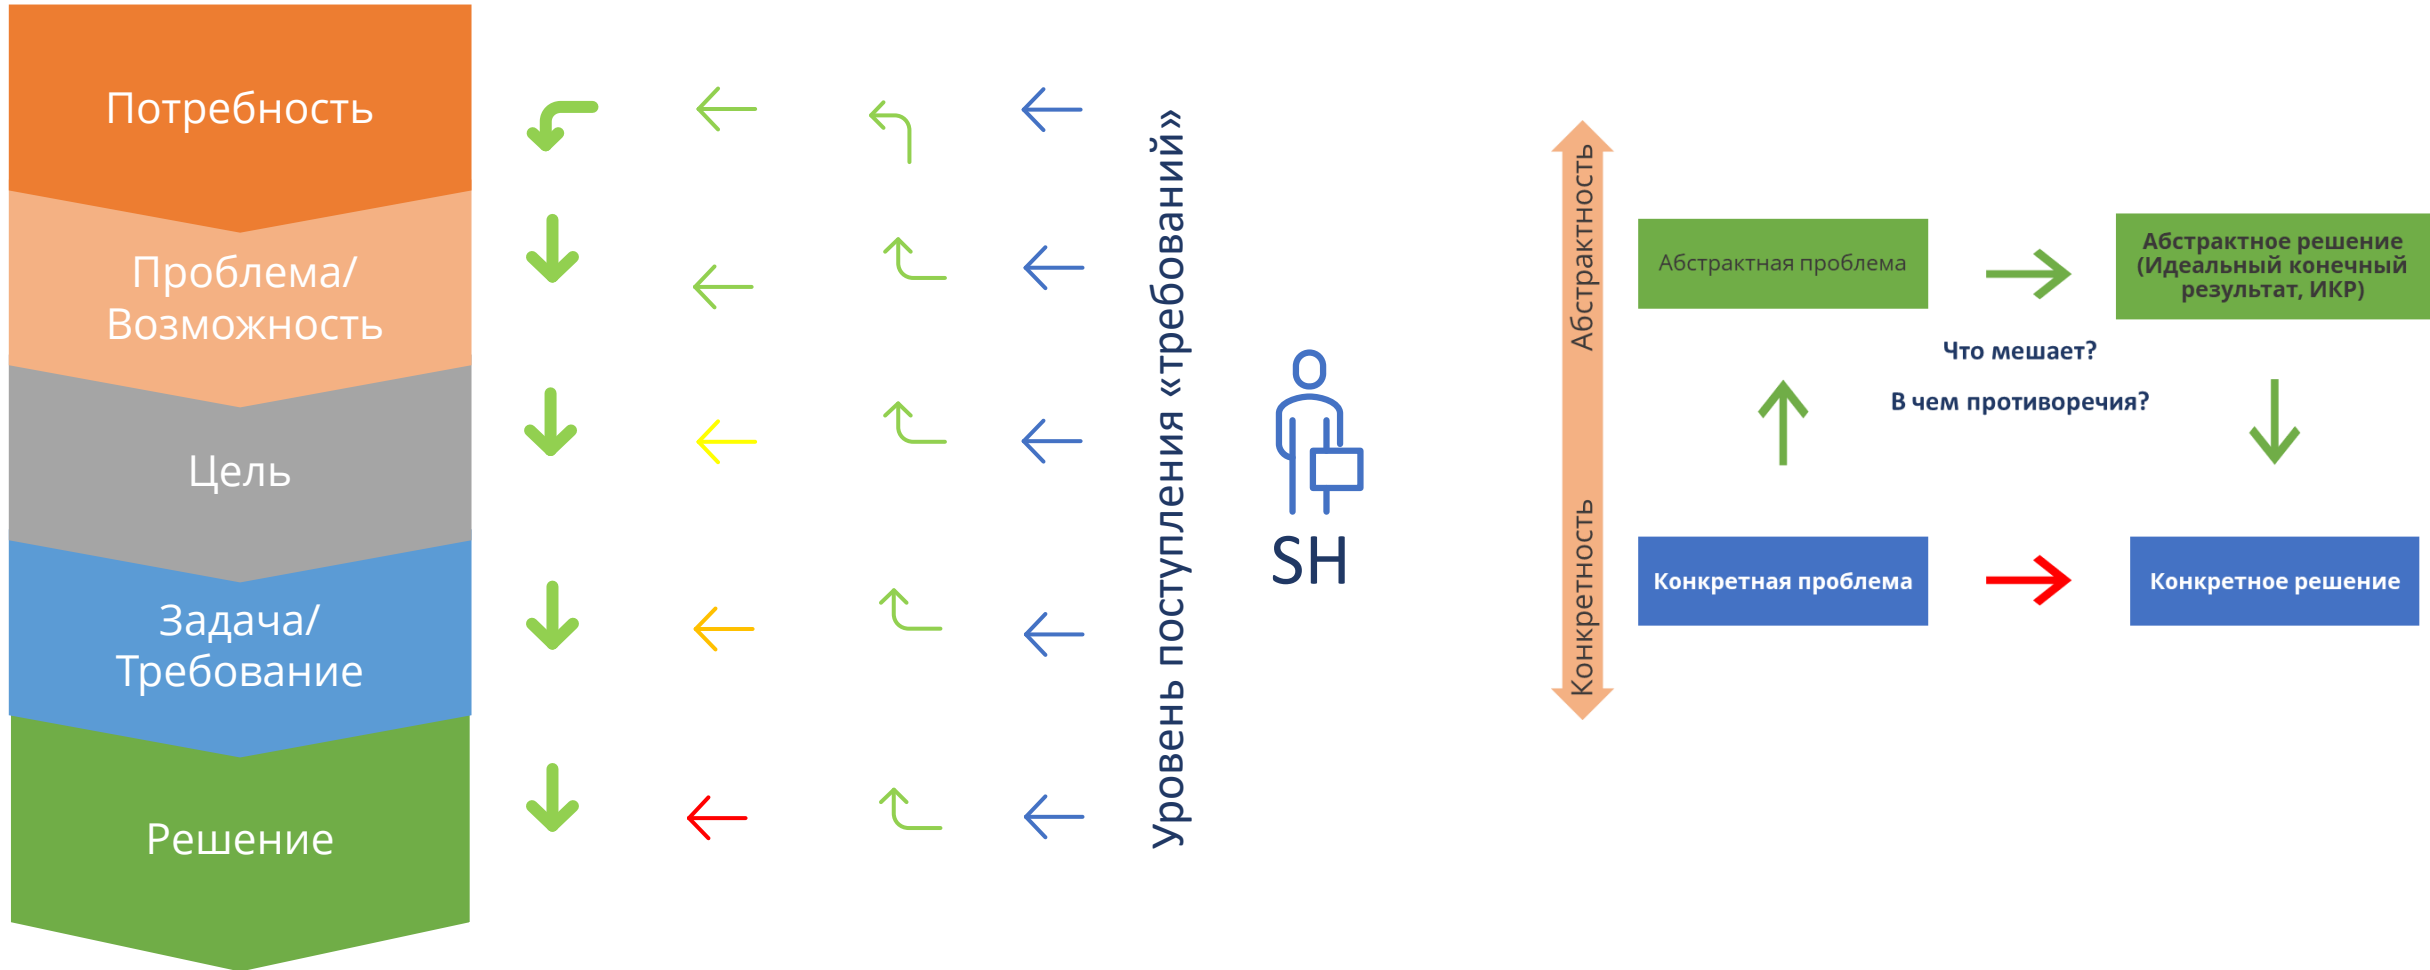 Потребность
Проблема/
Возможность
Цель
Задача/
Требование
Решение
Уровень поступления «требований»
SH
Абстрактность
Конкретность
Абстрактная проблема
Абстрактное решение
(Идеальный конечный
результат, ИКР)
Что мешает?
В чем противоречия?
Конкретная проблема
Конкретное решение